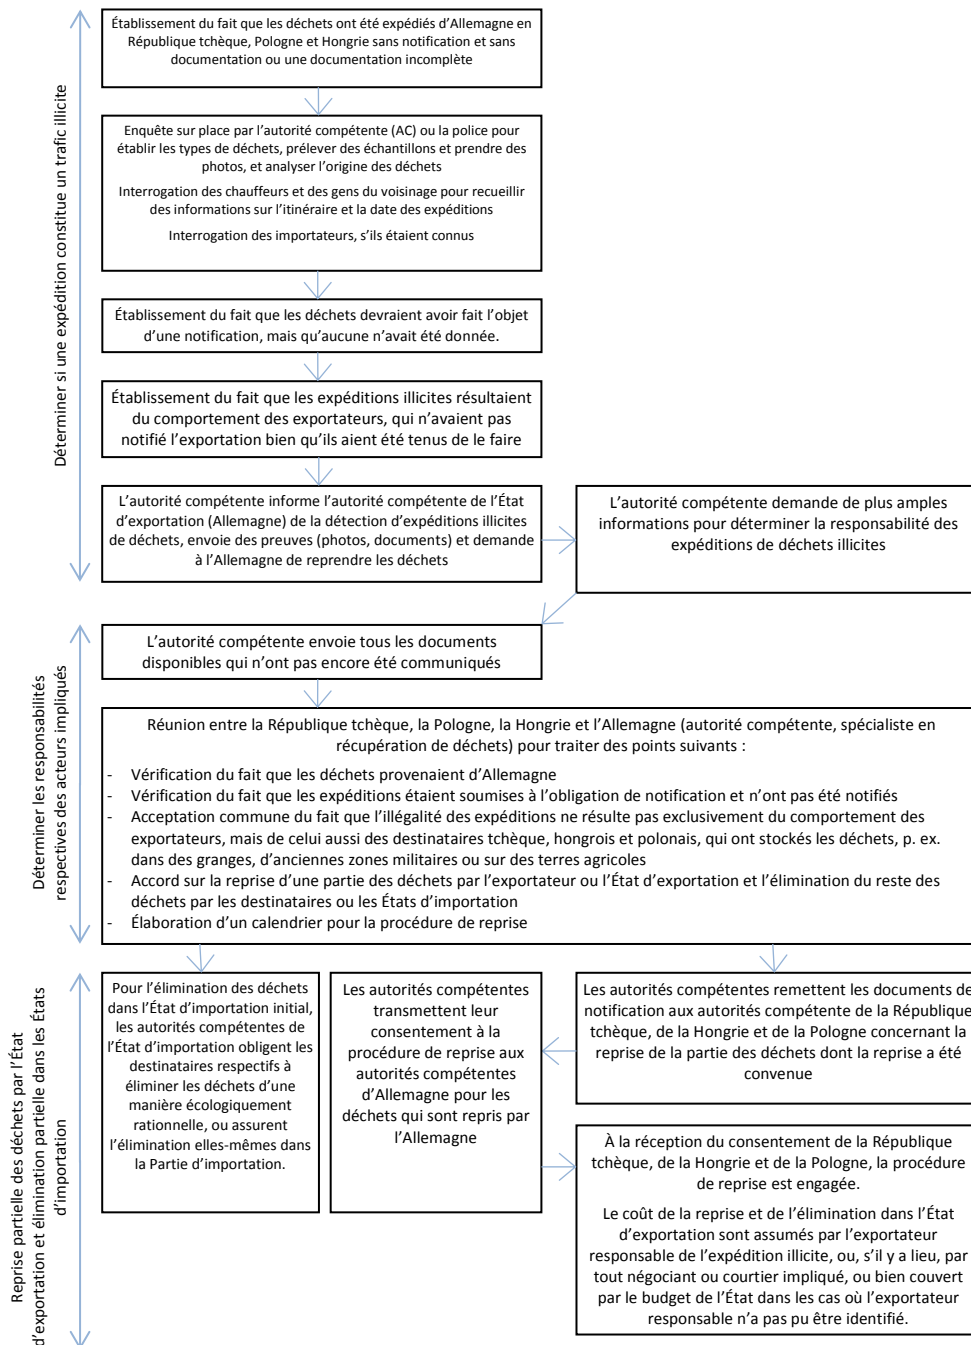 Déterminer si une expédition constitue un trafic illicite
Établissement du fait que les déchets ont été expédiés d’Allemagne en
République tchèque, Pologne et Hongrie sans notification et sans
documentation ou une documentation incomplète
Enquête sur place par l’autorité compétente (AC) ou la police pour
établir les types de déchets, prélever des échantillons et prendre des
photos, et analyser l’origine des déchets
Interrogation des chauffeurs et des gens du voisinage pour recueillir
des informations sur l’itinéraire et la date des expéditions
Interrogation des importateurs, s’ils étaient connus
Établissement du fait que les déchets devraient avoir fait l’objet
d’une notification, mais qu’aucune n’avait été donnée.
Établissement du fait que les expéditions illicites résultaient
du comportement des exportateurs, qui n’avaient pas
notifié l’exportation bien qu’ils aient été tenus de le faire
L’autorité compétente informe l’autorité compétente de l’État
d’exportation (Allemagne) de la détection d’expéditions illicites
de déchets, envoie des preuves (photos, documents) et demande
à l’Allemagne de reprendre les déchets
L’autorité compétente demande de plus amples
informations pour déterminer la responsabilité des
expéditions de déchets illicites
Déterminer les responsabilités
respectives des acteurs impliqués
L’autorité compétente envoie tous les documents
disponibles qui n’ont pas encore été communiqués
Réunion entre la République tchèque, la Pologne, la Hongrie et l’Allemagne (autorité compétente, spécialiste en
récupération de déchets) pour traiter des points suivants :
- Vérification du fait que les déchets provenaient d’Allemagne
- Vérification du fait que les expéditions étaient soumises à l’obligation de notification et n’ont pas été notifiés
- Acceptation commune du fait que l’illégalité des expéditions ne résulte pas exclusivement du comportement des
exportateurs, mais de celui aussi des destinataires tchèque, hongrois et polonais, qui ont stockés les déchets, p. ex.
dans des granges, d’anciennes zones militaires ou sur des terres agricoles
- Accord sur la reprise d’une partie des déchets par l’exportateur ou l’État d’exportation et l’élimination du reste des
déchets par les destinataires ou les États d’importation
- Élaboration d’un calendrier pour la procédure de reprise
Reprise partielle des déchets par l’État
d’exportation et élimination partielle dans les États
d’importation
Pour l’élimination des déchets
dans l’État d’importation initial,
les autorités compétentes de
l’État d’importation obligent les
destinataires respectifs à
éliminer les déchets d’une
manière écologiquement
rationnelle, ou assurent
l’élimination elles-mêmes dans
la Partie d’importation.
Les autorités compétentes
transmettent leur
consentement à la
procédure de reprise aux
autorités compétentes
d’Allemagne pour les
déchets qui sont repris par
l’Allemagne
Les autorités compétentes remettent les documents de
notification aux autorités compétente de la République
tchèque, de la Hongrie et de la Pologne concernant la
reprise de la partie des déchets dont la reprise a été
convenue
À la réception du consentement de la République
tchèque, de la Hongrie et de la Pologne, la procédure
de reprise est engagée.
Le coût de la reprise et de l’élimination dans l’État
d’exportation sont assumés par l’exportateur
responsable de l’expédition illicite, ou, s’il y a lieu, par
tout négociant ou courtier impliqué, ou bien couvert
par le budget de l’État dans les cas où l’exportateur
responsable n’a pas pu être identifié.